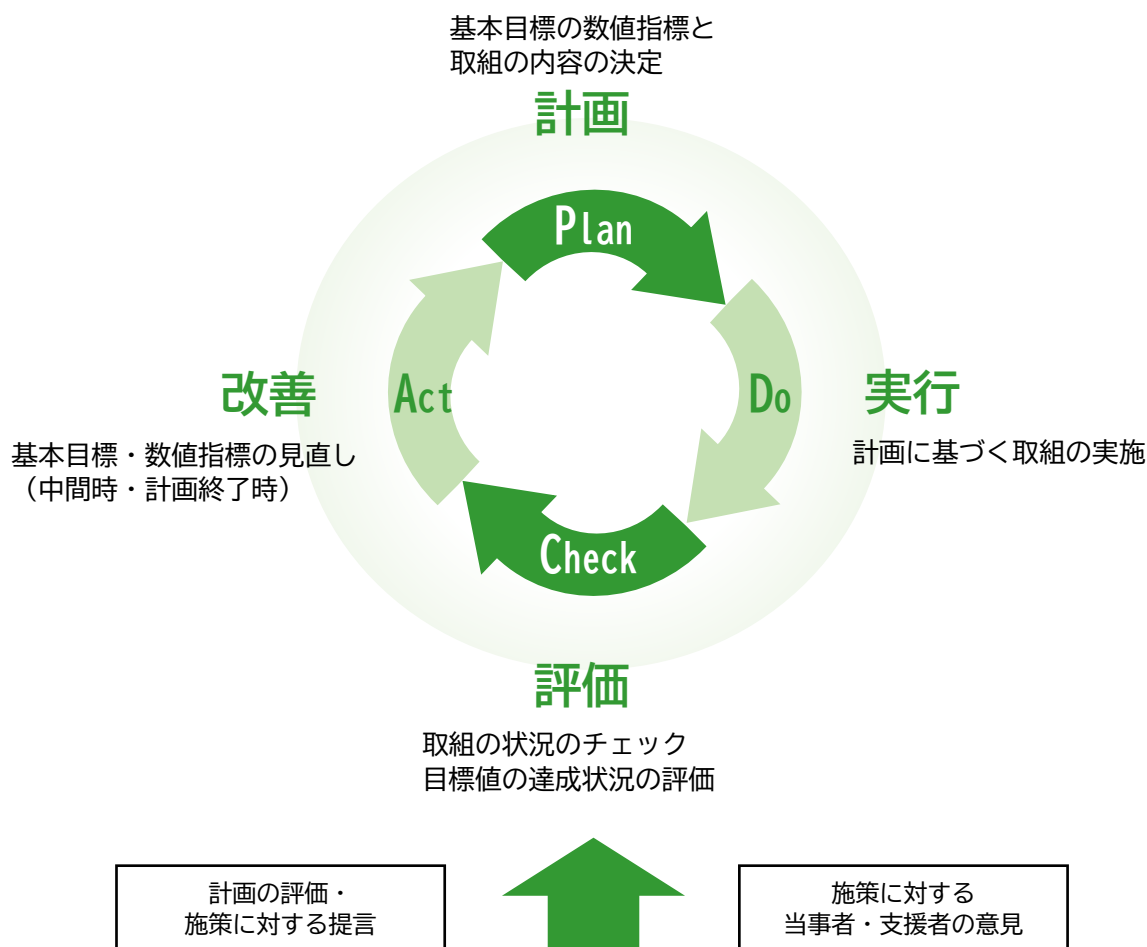 基本目標の数値指標と
取組の内容の決定
計画
Plan
改善
Act
Do
実行
基本目標・数値指標の見直し
（中間時・計画終了時）
計画に基づく取組の実施
Check
評価
取組の状況のチェック
目標値の達成状況の評価
計画の評価・
施策に対する提言
施策に対する
当事者・支援者の意見